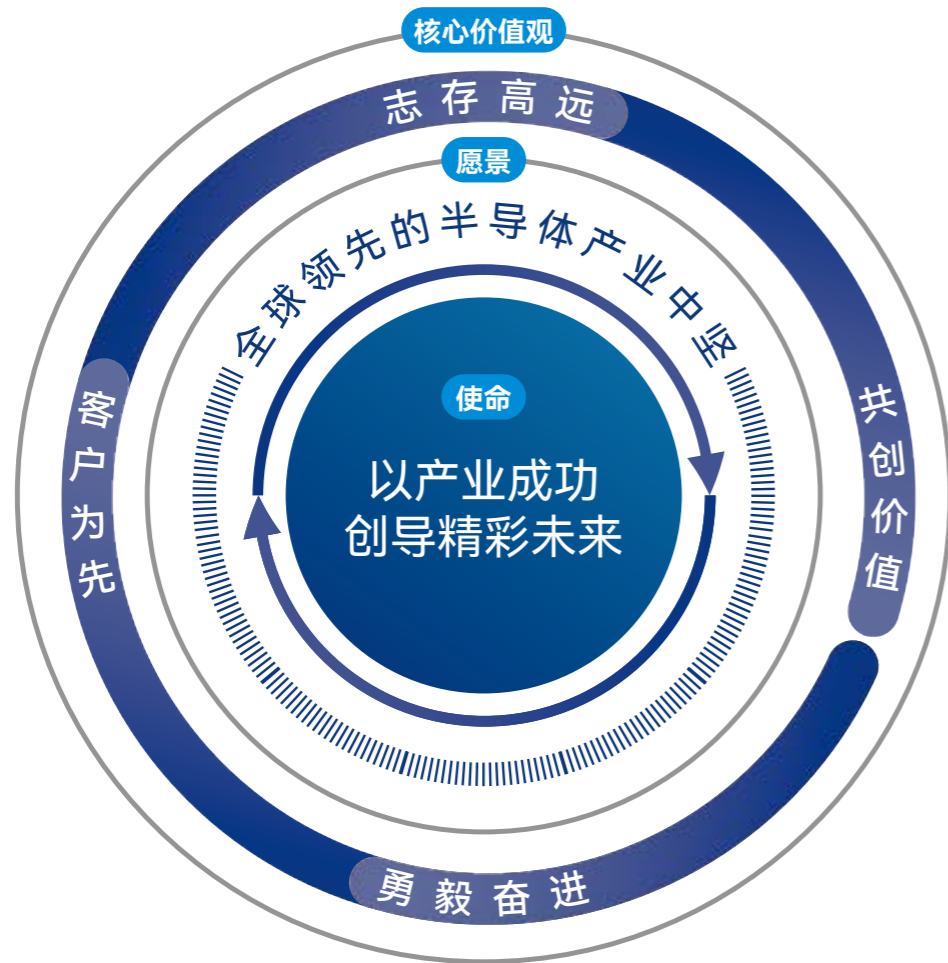 核心价值观
志存高远
愿景
全球领先的半导体产业中坚
使命
以产业成功
创导精彩未来
客户为先
共创价值
勇毅奋进